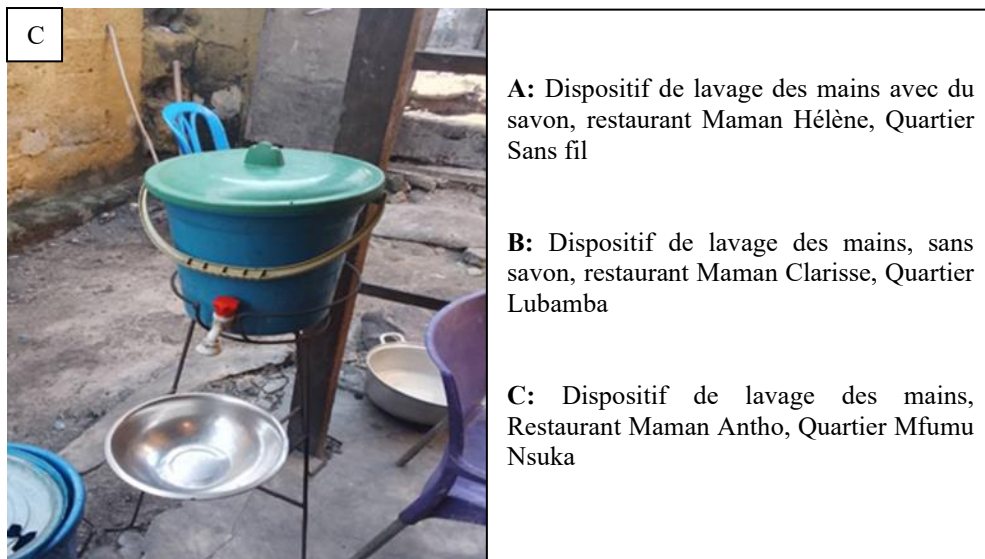 C
A: Dispositif de lavage des mains avec du
savon, restaurant Maman Hélène, Quartier
Sans fil
B: Dispositif de lavage des mains, sans
savon, restaurant Maman Clarisse, Quartier
Lubamba
C: Dispositif de lavage des mains,
Restaurant Maman Antho, Quartier Mfumu
Nsuka